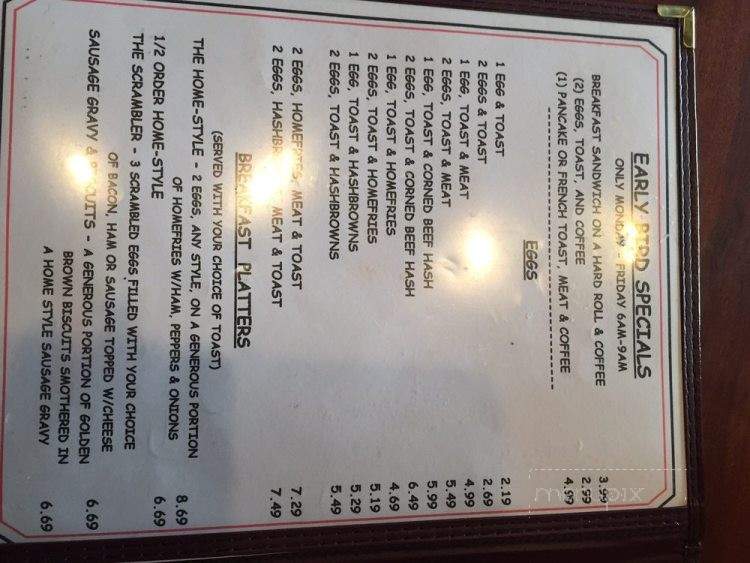 EARLY BIRD SPECIALS
ONLY MONDAY - FRIDAY 6AM-9AM
BREAKFAST SANDWICH ON A HARD ROLL & COFFEE 3.99
(2) EGGS, TOAST, AND COFFEE 2.99
(1) PANCAKE OR FRENCH TOAST, MEAT & COFFEE 4.99
EGGS
1 EGG & TOAST 2.19
2 EGGS & TOAST 2.69
1 EGG, TOAST & MEAT 4.99
2 EGGS, TOAST & MEAT 5.49
1 EGG, TOAST & CORNED BEEF HASH 5.99
2 EGGS, TOAST & CORNED BEEF HASH 6.49
1 EGG, TOAST & HOMEFRIES 4.69
2 EGGS, TOAST & HOMEFRIES 5.19
1 EGG, TOAST & HASHBROWNS 5.29
2 EGGS, TOAST & HASHBROWNS 5.49
2 EGGS, HOMEFRIES, MEAT & TOAST 7.29
2 EGGS, HASHBROWNS, MEAT & TOAST 7.49
BREAKFAST PLATTERS
(SERVED WITH YOUR CHOICE OF TOAST)
THE HOME-STYLE - 2 EGGS, ANY STYLE, ON A GENEROUS PORTION
OF HOMEFRIES W/HAM, PEPPERS & ONIONS 8.69
1/2 ORDER HOME-STYLE 6.69
THE SCRAMBLER - 3 SCRAMBLED EGGS FILLED WITH YOUR CHOICE
OF BACON, HAM OR SAUSAGE TOPPED W/CHEESE
SAUSAGE GRAVY & BISCUITS - A GENEROUS PORTION OF GOLDEN 6.69
BROWN BISCUITS SMOTHERED IN
A HOME STYLE SAUSAGE GRAVY 6.69